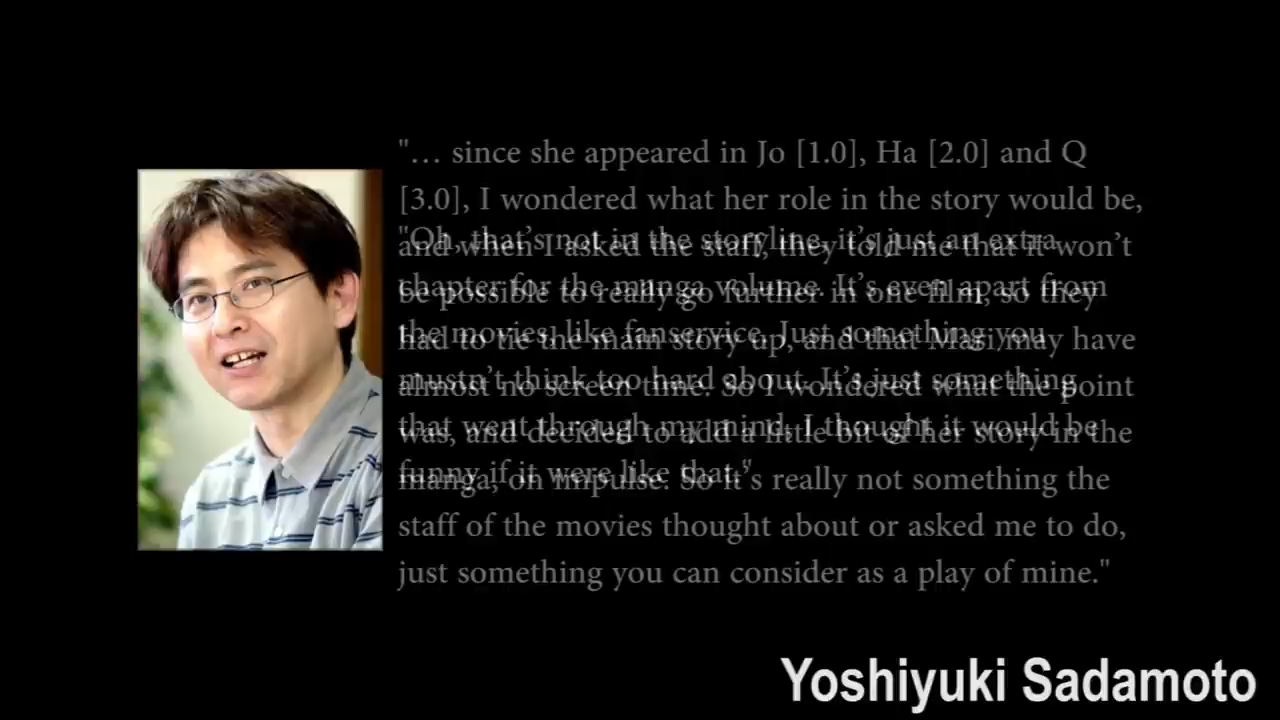 "… since she appeared in Jo [1.0], Ha [2.0] and Q
[3.0], I wondered what her role in the story would be,
and when I asked the staff, they told me that it won't
be possible to really go further in one film, so they
had to tie the main story up, and that Mari may have
almost no screen time. So I wondered what the point
was, and decided to add a little bit of her story in the
manga, on impulse. So it's really not something the
staff of the movies thought about or asked me to do,
just something you can consider as a play of mine."
"Oh, that's not in the storyline, it's just an extra
chapter for the manga volume. It's even apart from
the movies, like fanservice. Just something you
mustn't think too hard about. It's just something
that went through my mind, I thought it would be
funny if it were like that."
Yoshiyuki Sadamoto